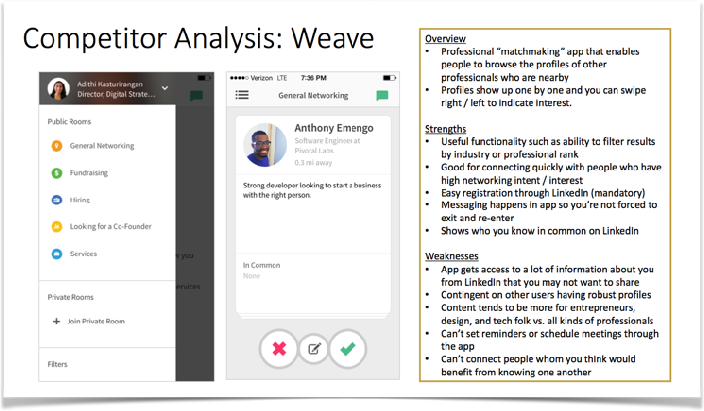 Competitor Analysis: Weave
Adithi Kasturirangan
Director, Digital Strate...
Public Rooms
General Networking
$
Fundraising
Hiring
Looking for a Co-Founder
Services
Private Rooms
+ Join Private Room
Filters
Verizon LTE 7:36 PM
General Networking
Anthony Emengo
Software Engineer at
Pivotal Labs
0.3 mi away
Strong developer looking to start a business
with the right person.
In Common
None
Overview
• Professional "matchmaking" app that enables
people to browse the profiles of other
professionals who are nearby
• Profiles show up one by one and you can swipe
right / left to indicate interest.
Strengths
• Useful functionality such as ability to filter results
by industry or professional rank
• Good for connecting quickly with people who have
high networking intent / interest
• Easy registration through LinkedIn (mandatory)
• Messaging happens in app so you're not forced to
exit and re-enter
• Shows who you know in common on LinkedIn
Weaknesses
• App gets access to a lot of information about you
from LinkedIn that you may not want to share
• Contingent on other users having robust profiles
• Content tends to be more for entrepreneurs,
design, and tech folk vs. all kinds of professionals
• Can't set reminders or schedule meetings through
the app
• Can't connect people whom you think would
benefit from knowing one another